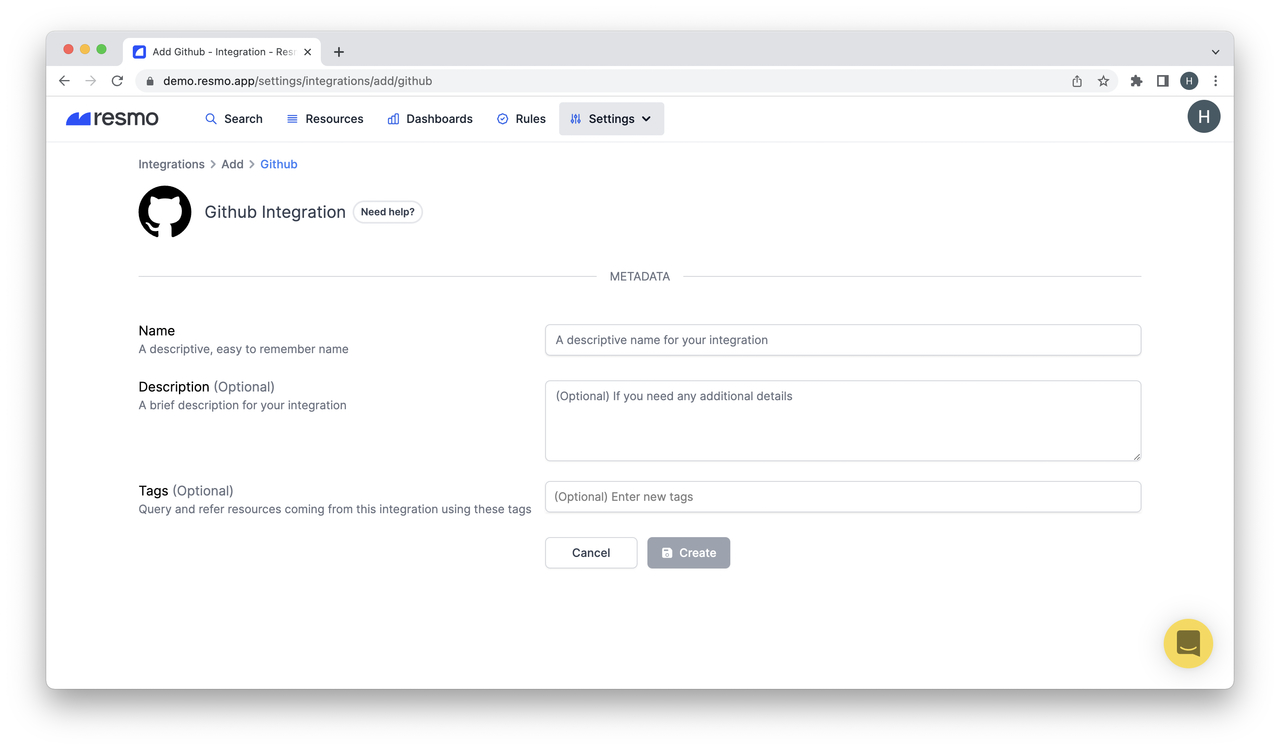 Add Github - Integration - Res
demo.resmo.app/settings/integrations/add/github
H
resmo
Search
Resources
Dashboards
Rules
Settings
H
Integrations > Add > Github
Github Integration
Need help?
METADATA
Name
A descriptive, easy to remember name
A descriptive name for your integration
Description (Optional)
A brief description for your integration
(Optional) If you need any additional details
Tags (Optional)
Query and refer resources coming from this integration using these tags
(Optional) Enter new tags
Cancel
Create